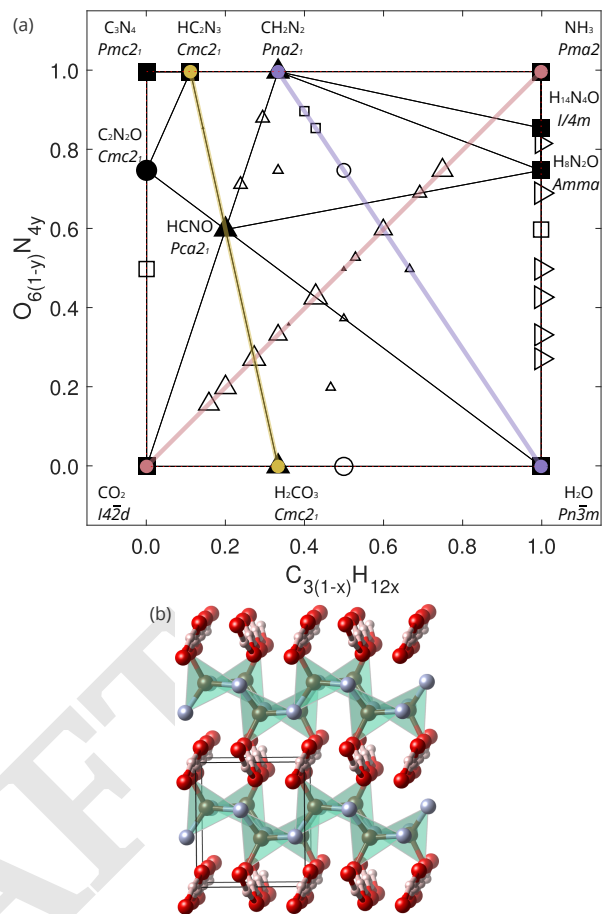 (a)
C₃N₄
Pmc2₁
HC₂N₃
Cmc2₁
CH₂N₂
Pna2₁
NH₃
Pma2
H₁₄N₄O
I/4m
C₂N₂O
Cmc2₁
H₈N₂O
Amma
HCNO
Pca2₁
1.0
0.8
0.6
0.4
0.2
0.0
O₆₍₁₋y₎N₄y
CO₂
I4̅2d
H₂CO₃
Cmc2₁
H₂O
Pn3̅m
0.0 0.2 0.4 0.6 0.8 1.0
C₃₍₁₋ₓ₎H₁₂ₓ
(b)
AFT